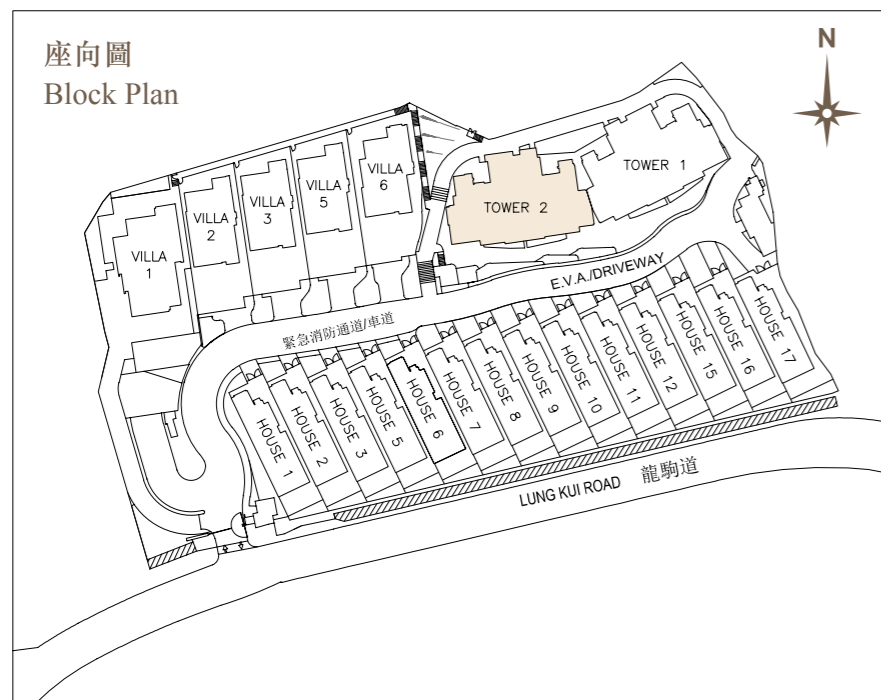 座向圖
Block Plan
N
VILLA
1
VILLA
2
VILLA
3
VILLA
5
VILLA
6
TOWER 2
TOWER 1
E.V.A./DRIVEWAY
緊急消防通道/車道
HOUSE 1
HOUSE 2
HOUSE 3
HOUSE 5
HOUSE 6
HOUSE 7
HOUSE 8
HOUSE 9
HOUSE 10
HOUSE 11
HOUSE 12
HOUSE 15
HOUSE 16
HOUSE 17
LUNG KUI ROAD 龍駒道